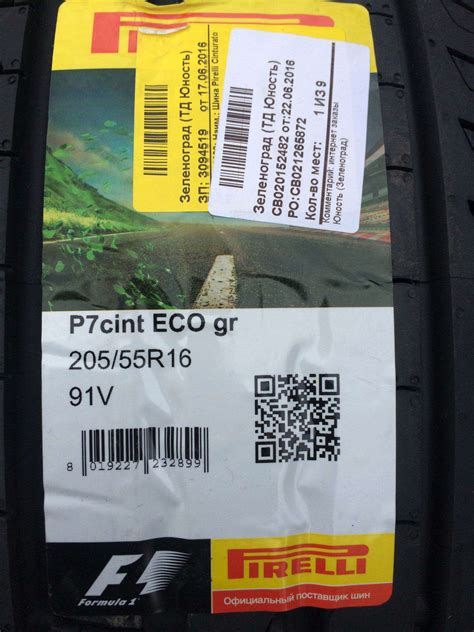 PIRELLI
Зеленоград (ТД Юность)
ЗП: 3094519 от 17.06.2016
Наим.: Шина Pirelli Cinturato
Зеленоград (ТД Юность)
СВ020152482 от:22.06.2016
РО:СВ021265872
Кол-во мест: 1 ИЗ 9
Комментарий: интернет заказы
Юность (Зеленоград)
P7cint ECO gr
205/55R16
91V
8 019227 232899
F1
Formula 1
PIRELLI
Официальный поставщик шин